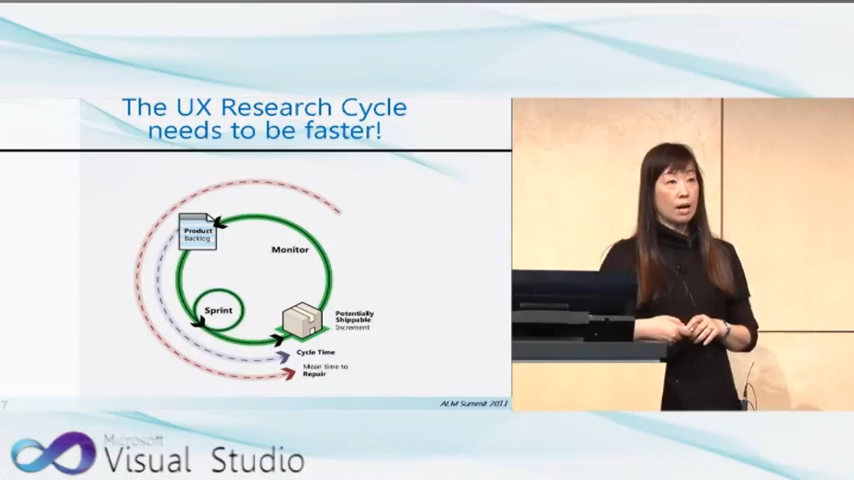 The UX Research Cycle
needs to be faster!
Product
Backlog
Monitor
Sprint
Potentially
Shippable
Increment
Cycle Time
Mean time to
Repair
7
ALM Summit 2011
Microsoft
Visual Studio